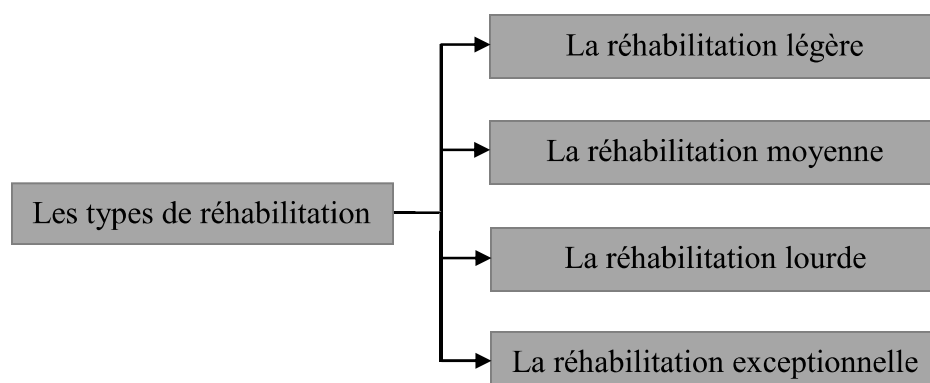 La réhabilitation légère
La réhabilitation moyenne
Les types de réhabilitation
La réhabilitation lourde
La réhabilitation exceptionnelle